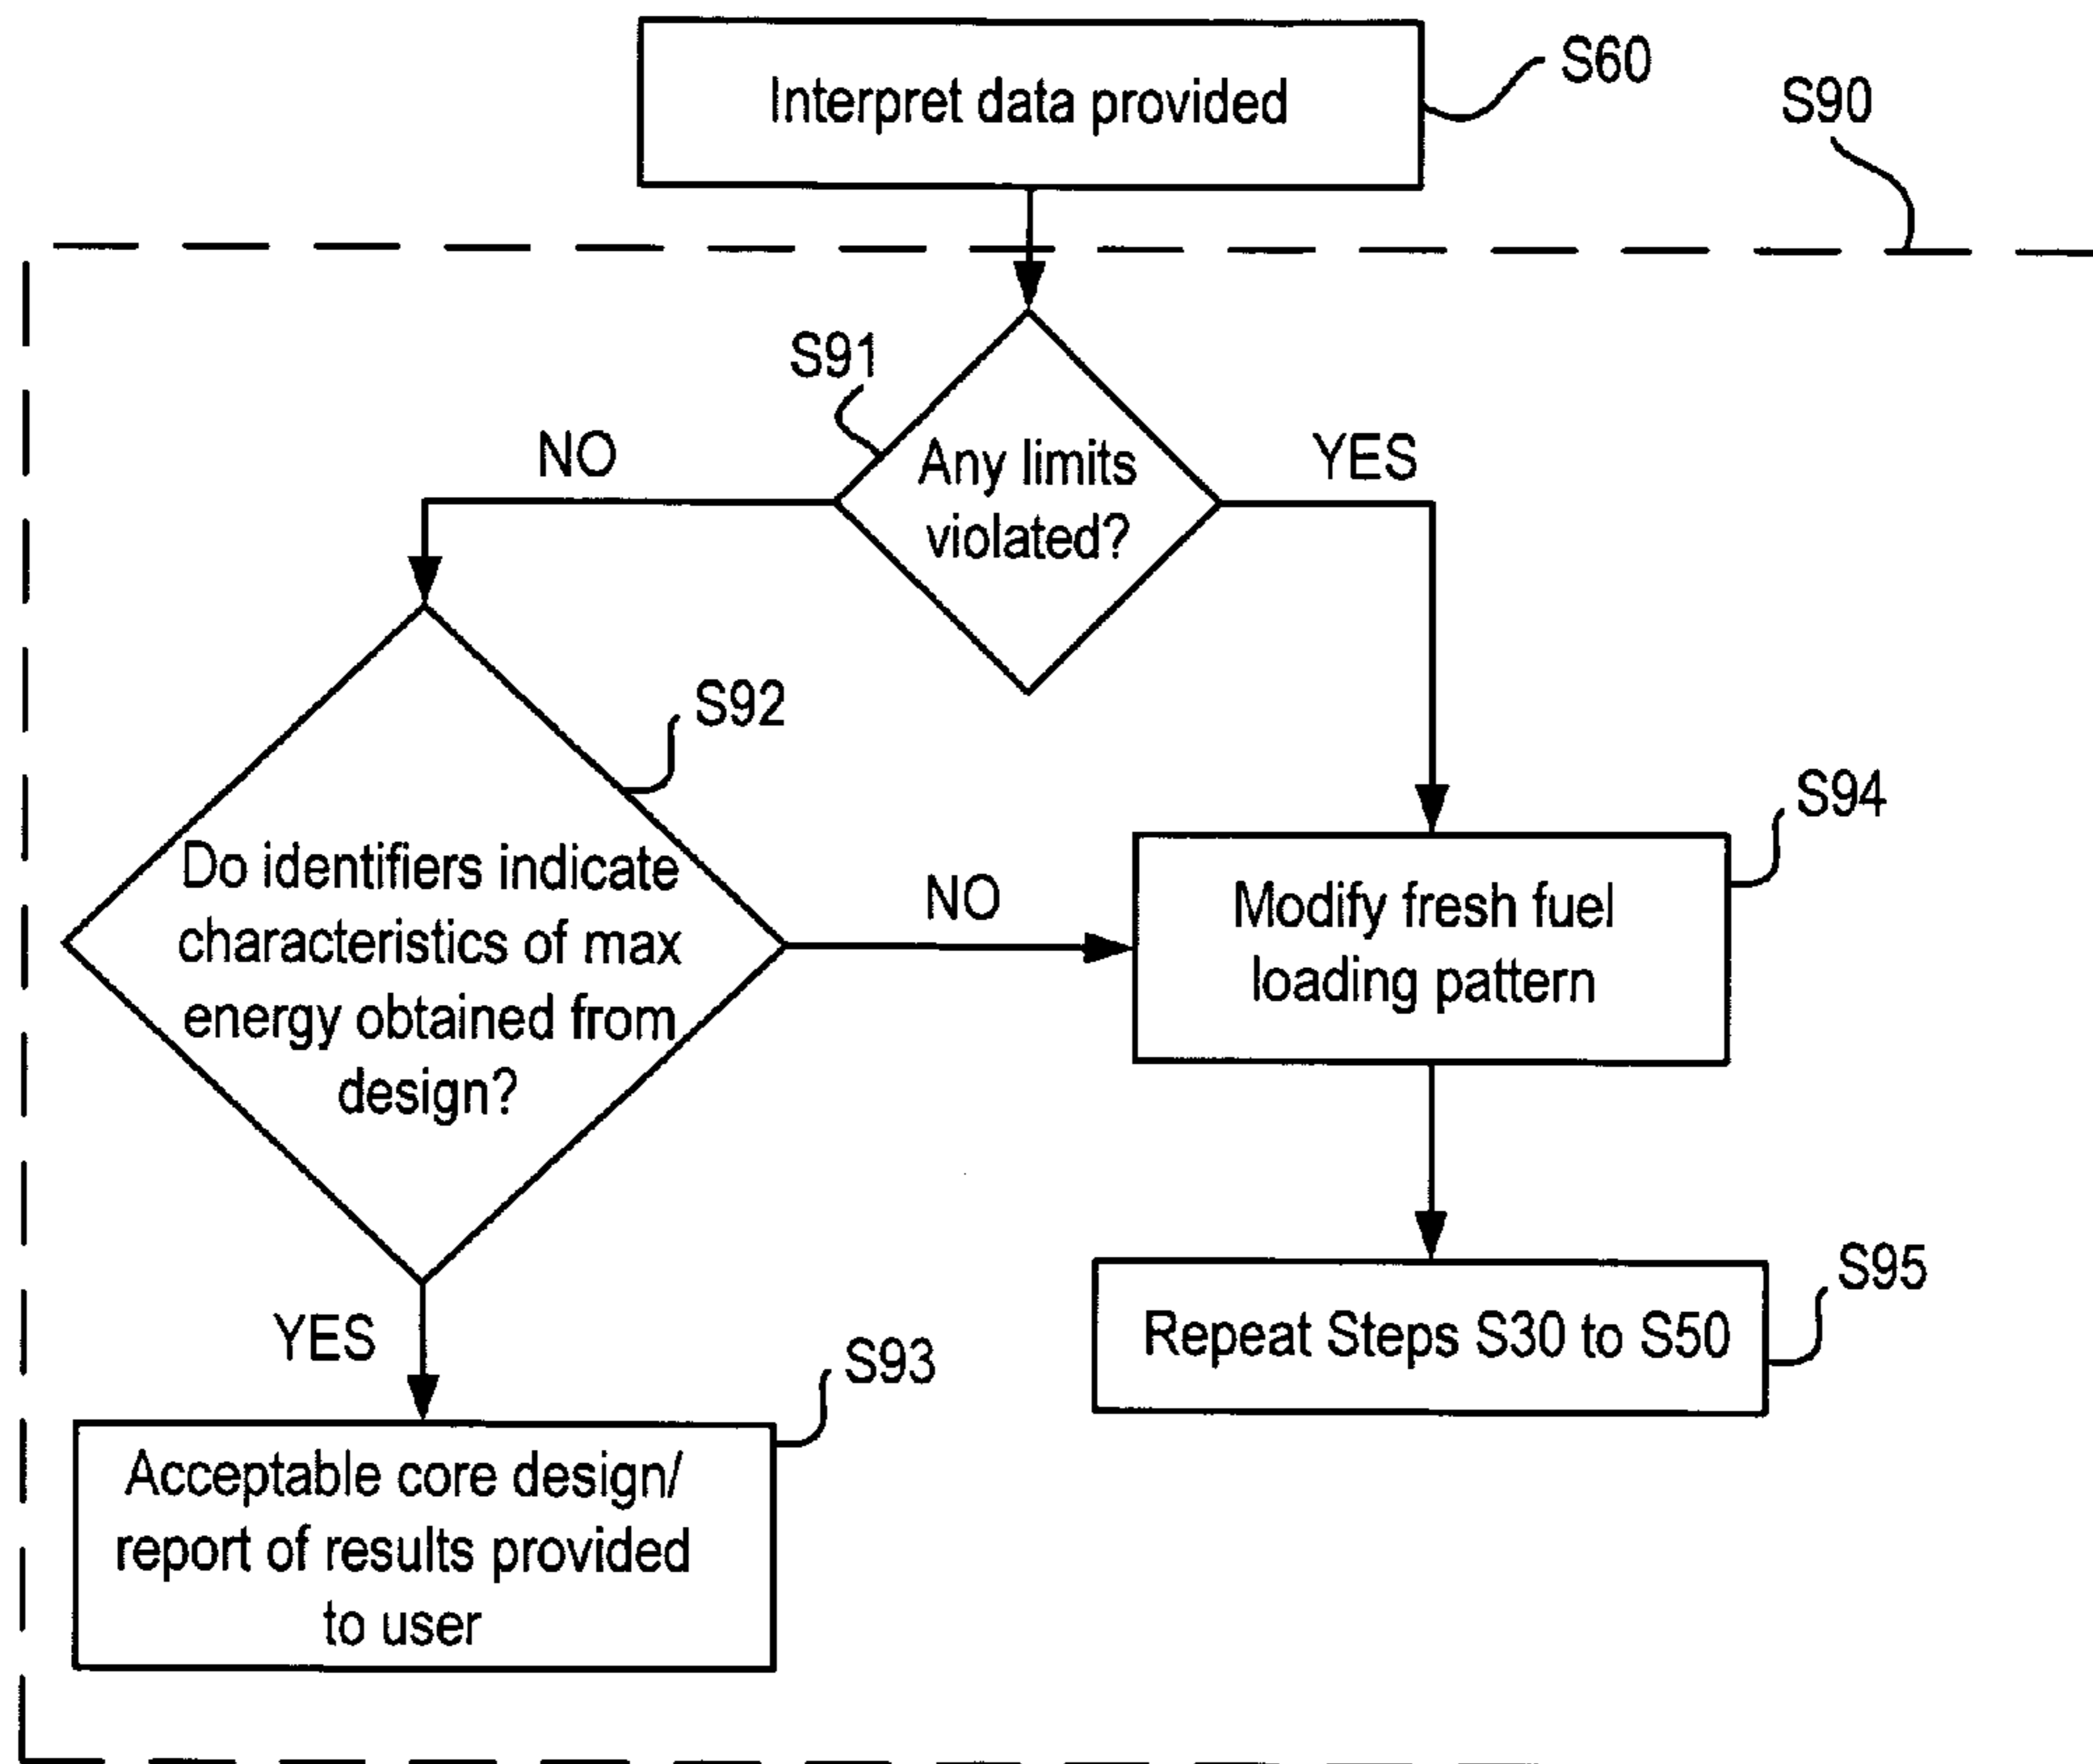 Interpret data provided
S60
S90
S91
Any limits
violated?
NO
YES
S92
Do identifiers indicate
characteristics of max
energy obtained from
design?
NO
YES
S94
Modify fresh fuel
loading pattern
S95
Repeat Steps S30 to S50
S93
Acceptable core design/
report of results provided
to user